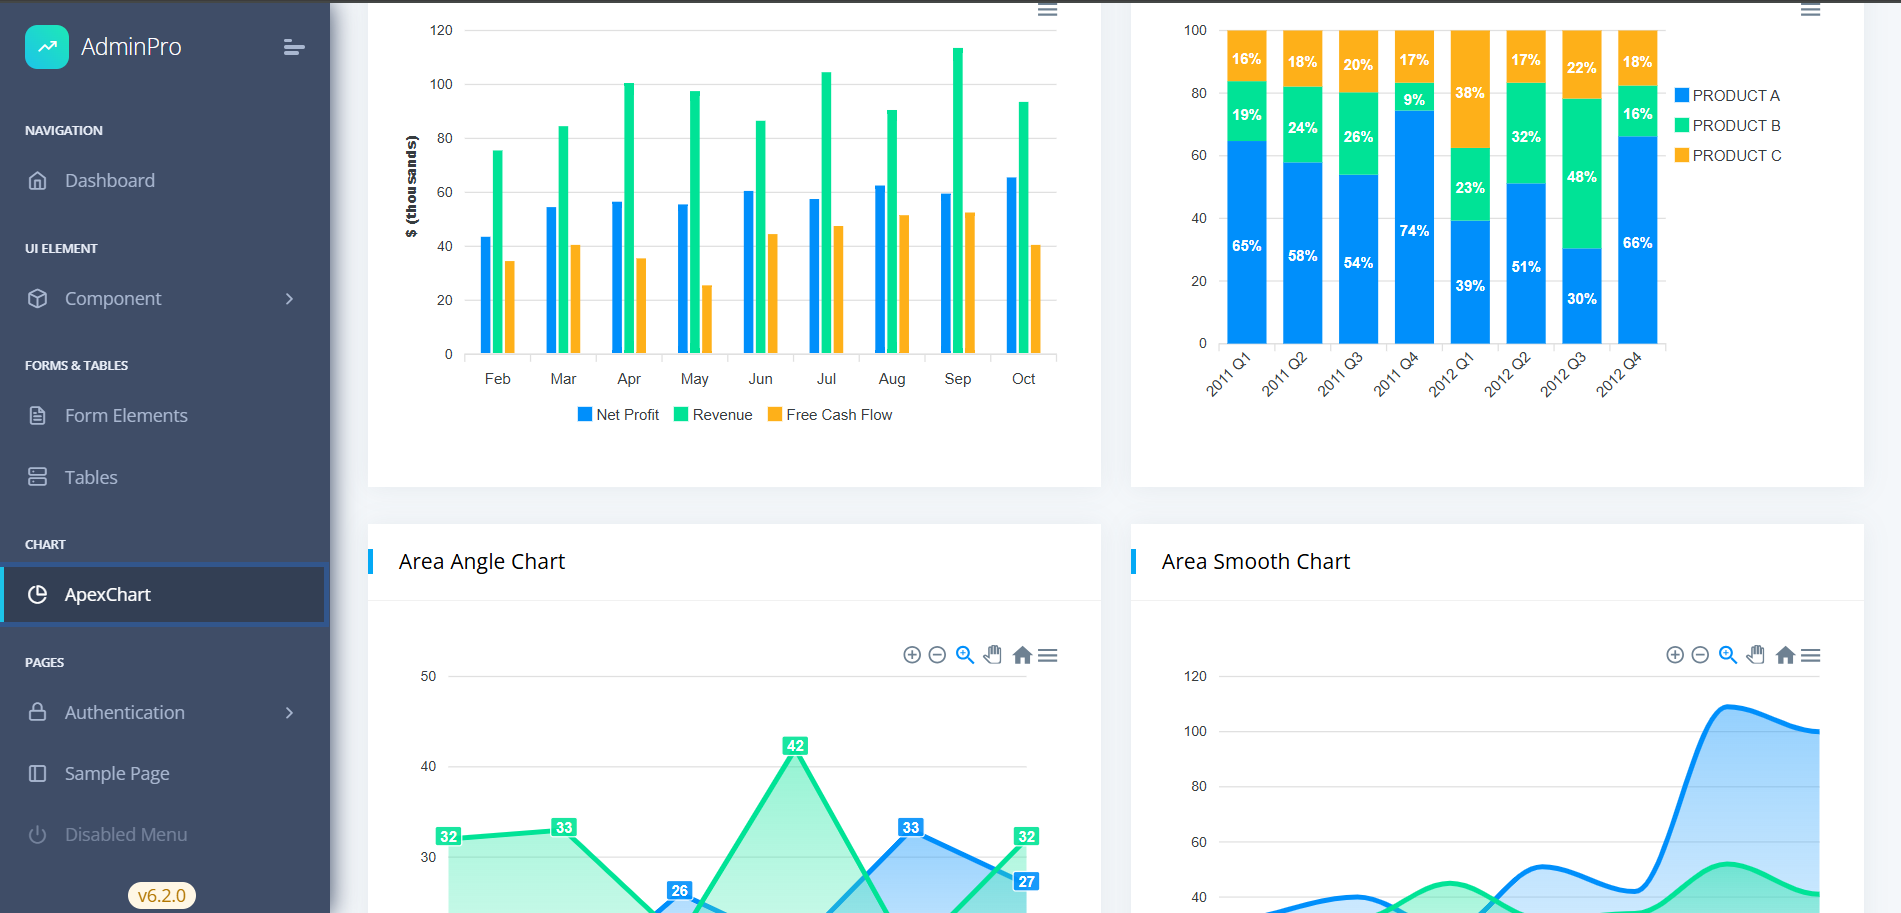 AdminPro
NAVIGATION
Dashboard
UI ELEMENT
Component
FORMS & TABLES
Form Elements
Tables
CHART
ApexChart
PAGES
Authentication
Sample Page
Disabled Menu
v6.2.0
$ (thousands)
120
100
80
60
40
20
0
Feb Mar Apr May Jun Jul Aug Sep Oct
Net Profit Revenue Free Cash Flow
100
80
60
40
20
0
16% 18% 20% 17% 38% 17% 22% 18%
19% 24% 26% 9% 23% 32% 48% 16%
65% 58% 54% 74% 39% 51% 30% 66%
2011 Q1 2011 Q2 2011 Q3 2011 Q4 2012 Q1 2012 Q2 2012 Q3 2012 Q4
PRODUCT A
PRODUCT B
PRODUCT C
Area Angle Chart
50
40
30
32 33 26 42 33 32 27
Area Smooth Chart
120
100
80
60
40